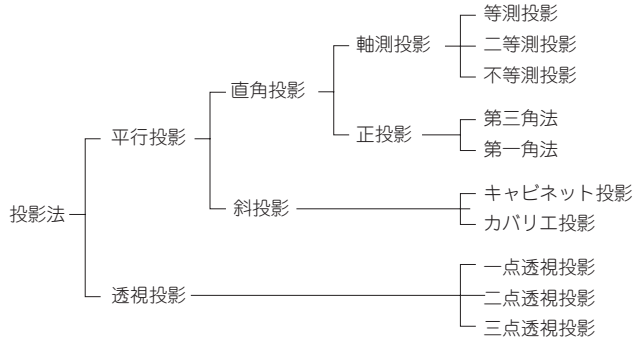 等測投影
軸測投影
二等測投影
不等測投影
直角投影
第三角法
正投影
平行投影
第一角法
キャビネット投影
斜投影
投影法
カバリエ投影
一点透視投影
透視投影
二点透視投影
三点透視投影